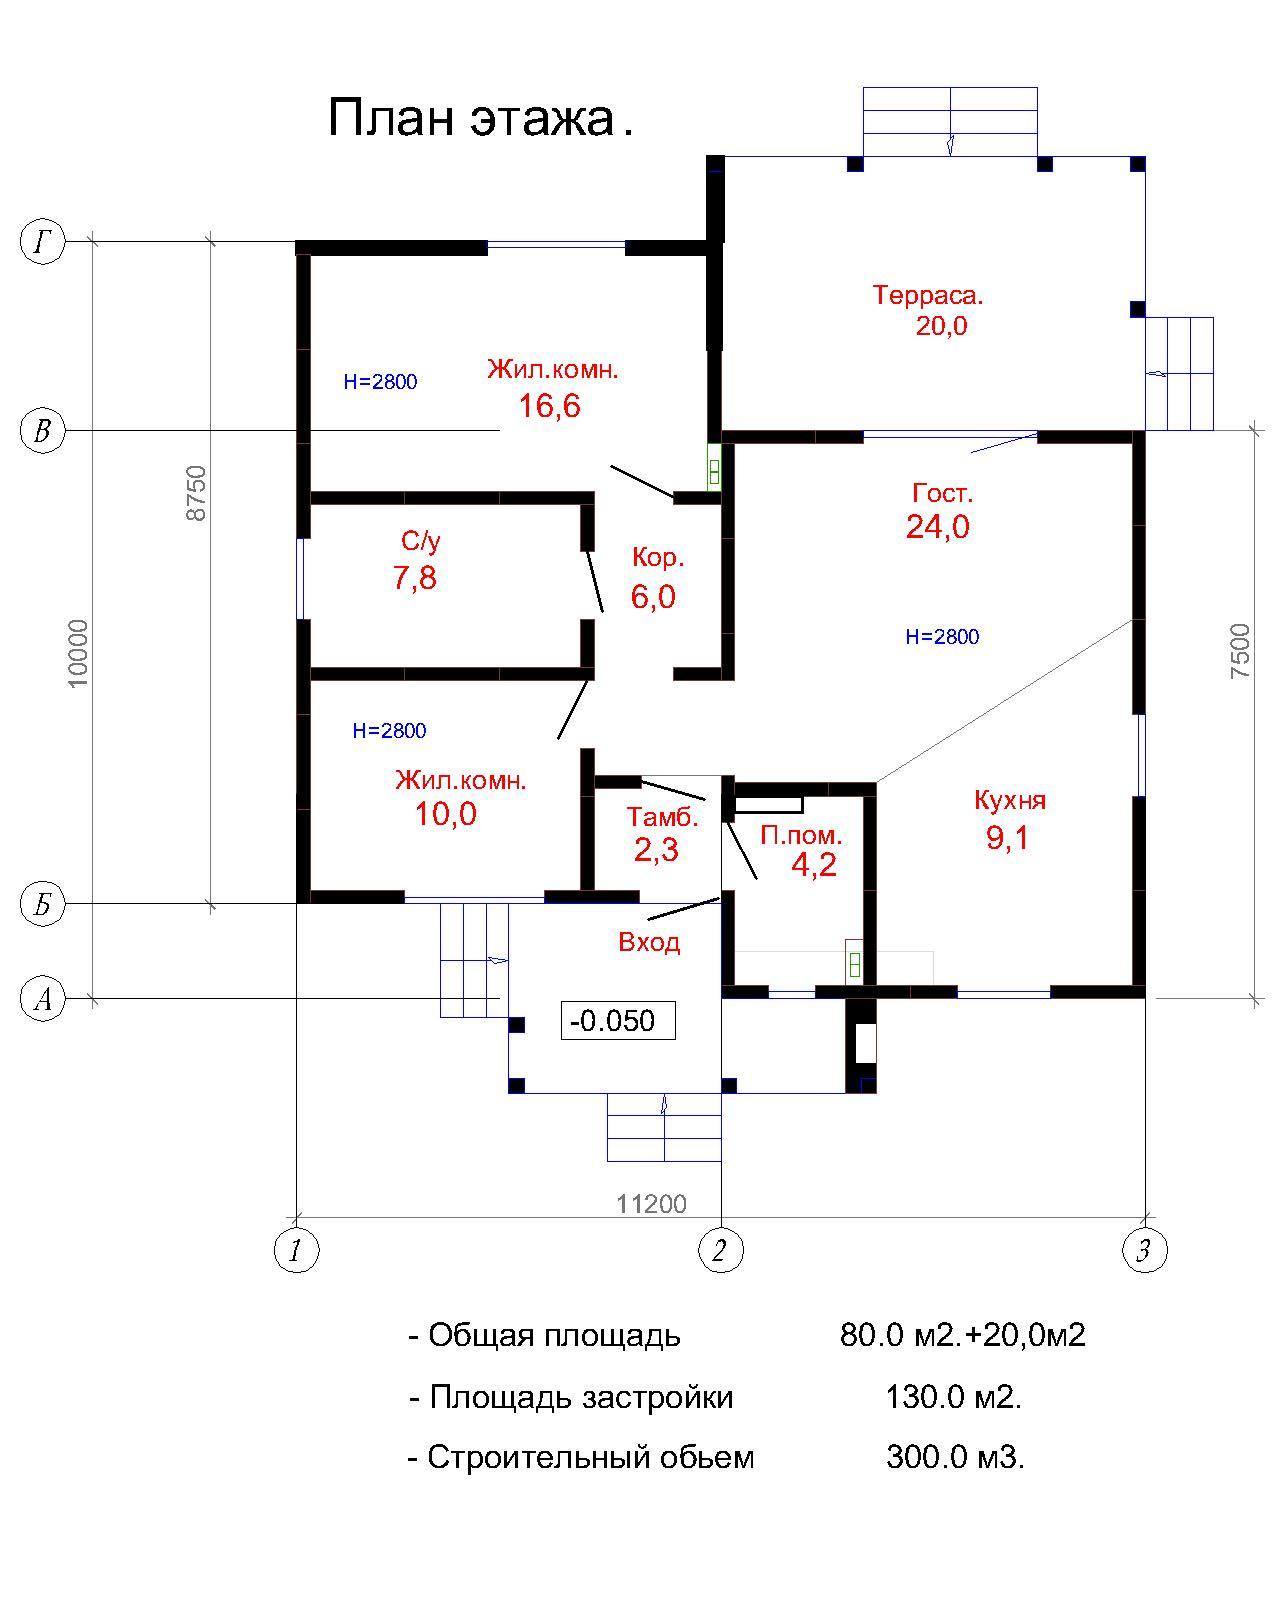 План этажа.
Г
Терраса.
20,0
Жил.комн.
H=2800
16,6
В
8750
Гост.
24,0
С/у
7,8
Кор.
6,0
H=2800
10000
7500
H=2800
Жил.комн.
10,0
Тамб.
2,3
П.пом.
4,2
Кухня
9,1
Б
Вход
А
-0.050
11200
1
2
3
- Общая площадь 80.0 м2.+20,0м2
- Площадь застройки 130.0 м2.
- Строительный обьем 300.0 м3.